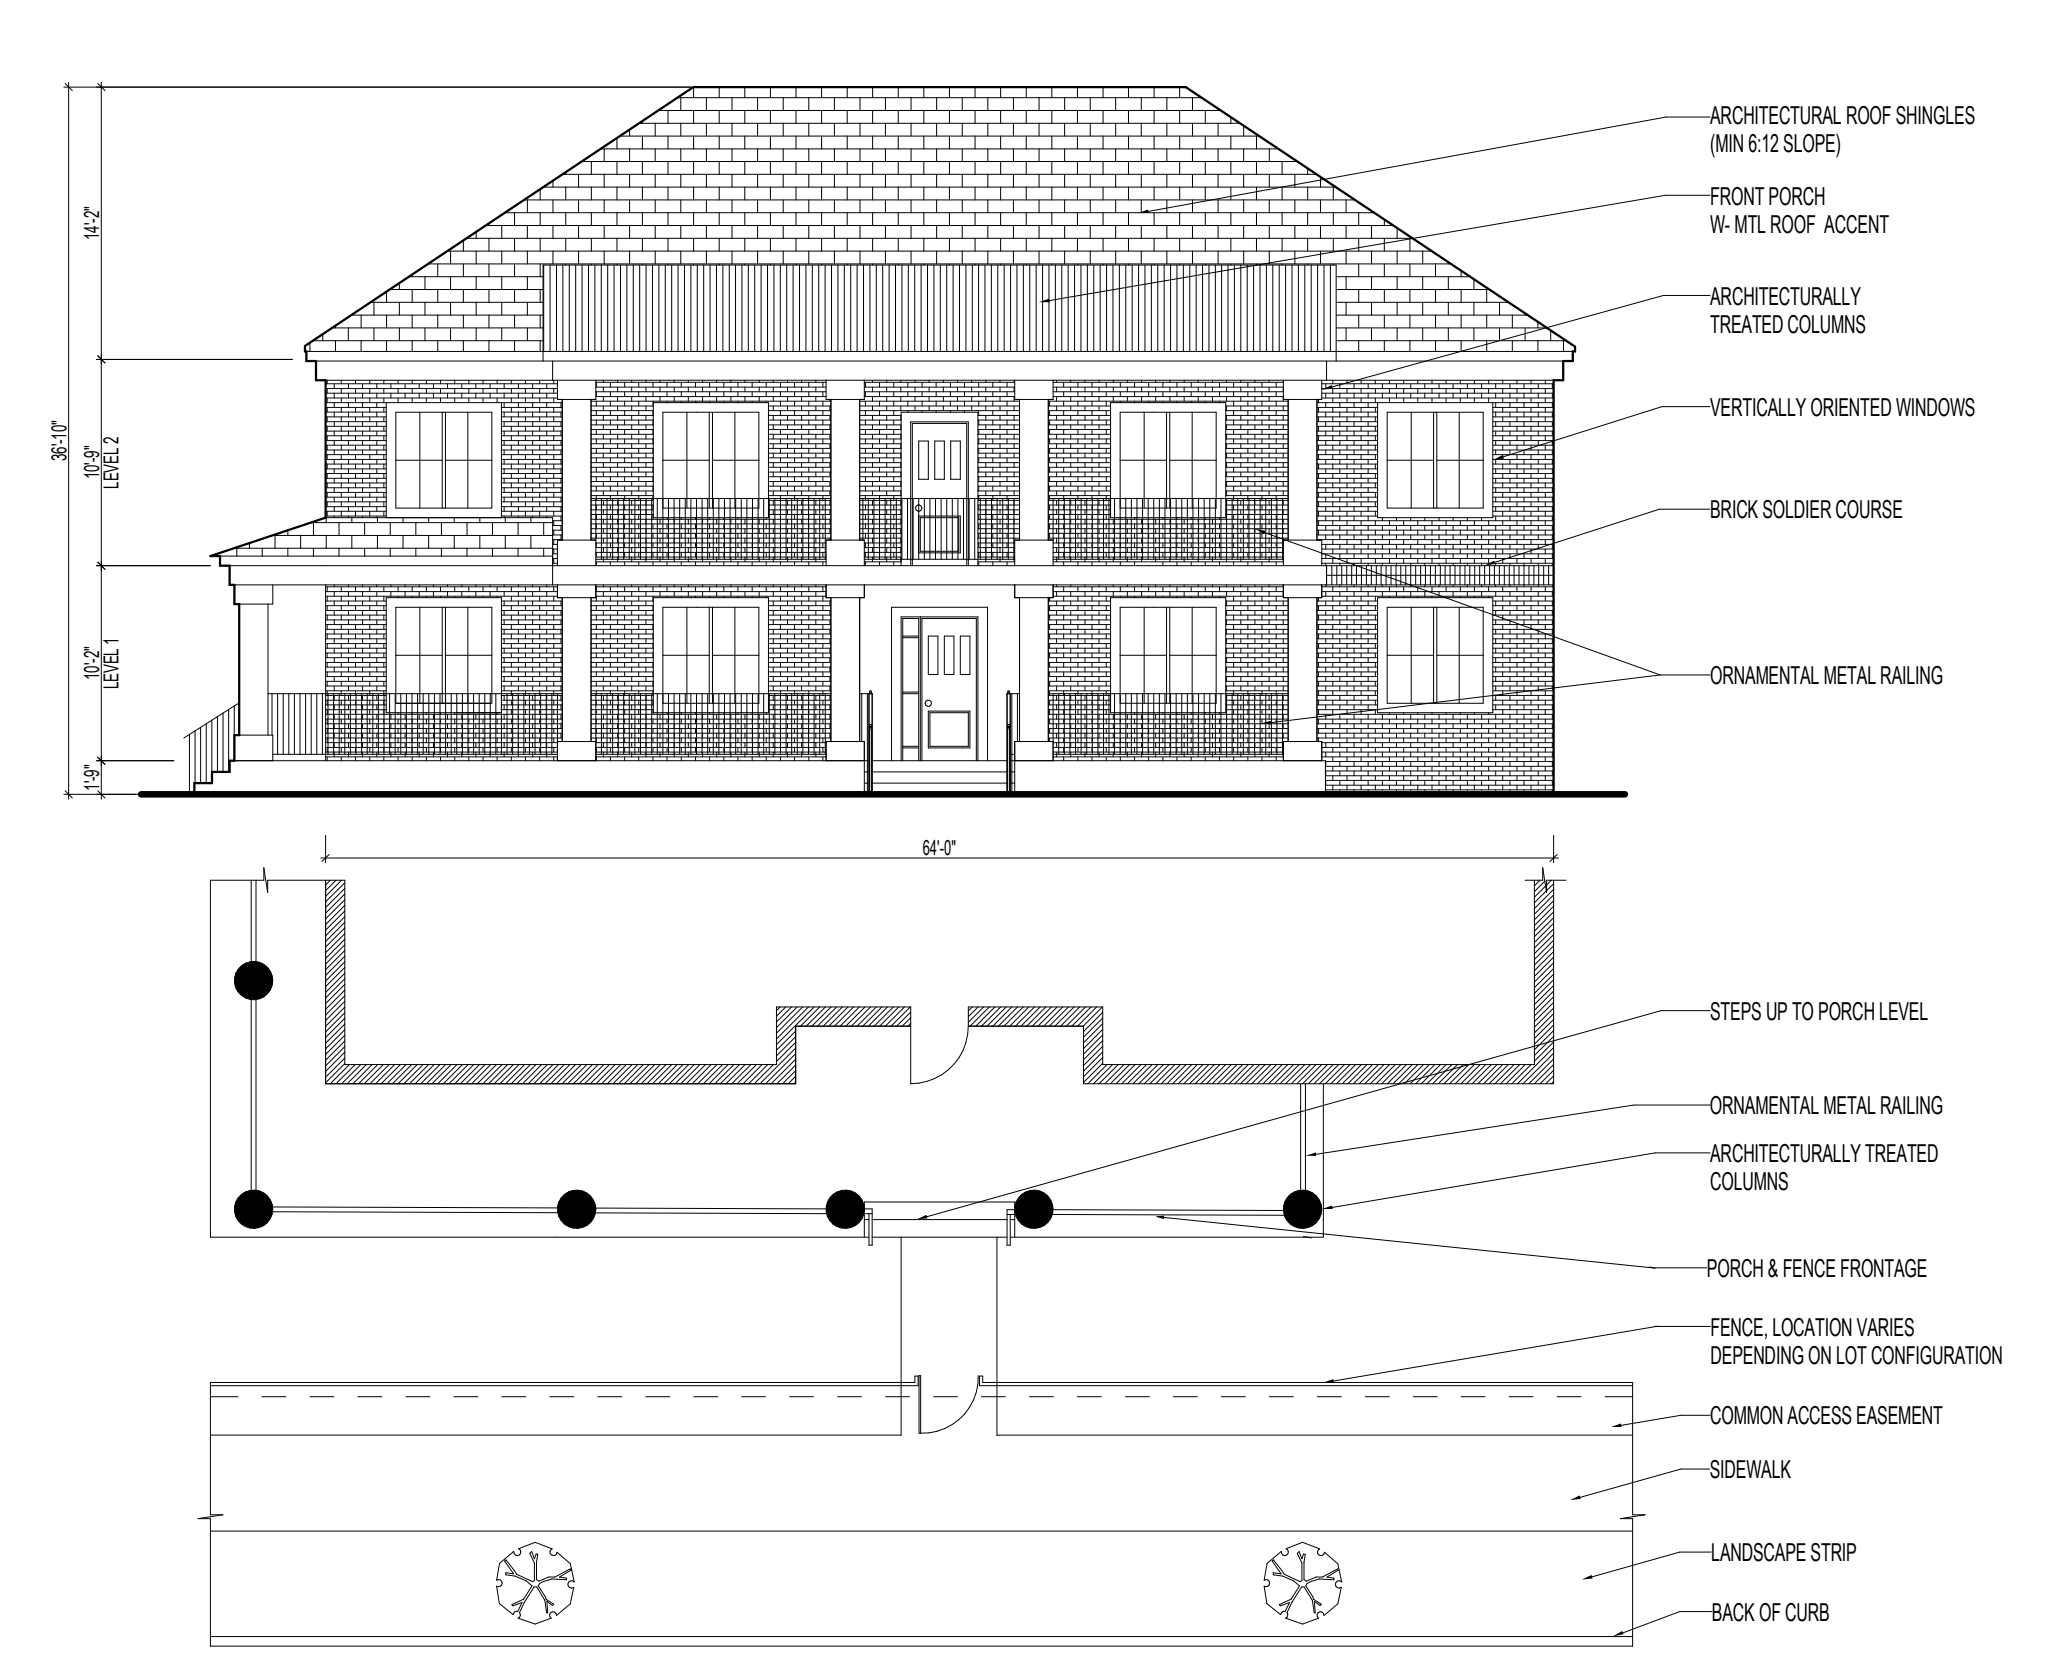 ARCHITECTURAL ROOF SHINGLES
(MIN 6:12 SLOPE)
FRONT PORCH
W- MTL ROOF ACCENT
ARCHITECTURALLY
TREATED COLUMNS
VERTICALLY ORIENTED WINDOWS
BRICK SOLDIER COURSE
ORNAMENTAL METAL RAILING
36'-10"
14'-2"
10'-9"
LEVEL 2
10'-2"
LEVEL 1
1'-9"
64'-0"
STEPS UP TO PORCH LEVEL
ORNAMENTAL METAL RAILING
ARCHITECTURALLY TREATED
COLUMNS
PORCH & FENCE FRONTAGE
FENCE, LOCATION VARIES
DEPENDING ON LOT CONFIGURATION
COMMON ACCESS EASEMENT
SIDEWALK
LANDSCAPE STRIP
BACK OF CURB